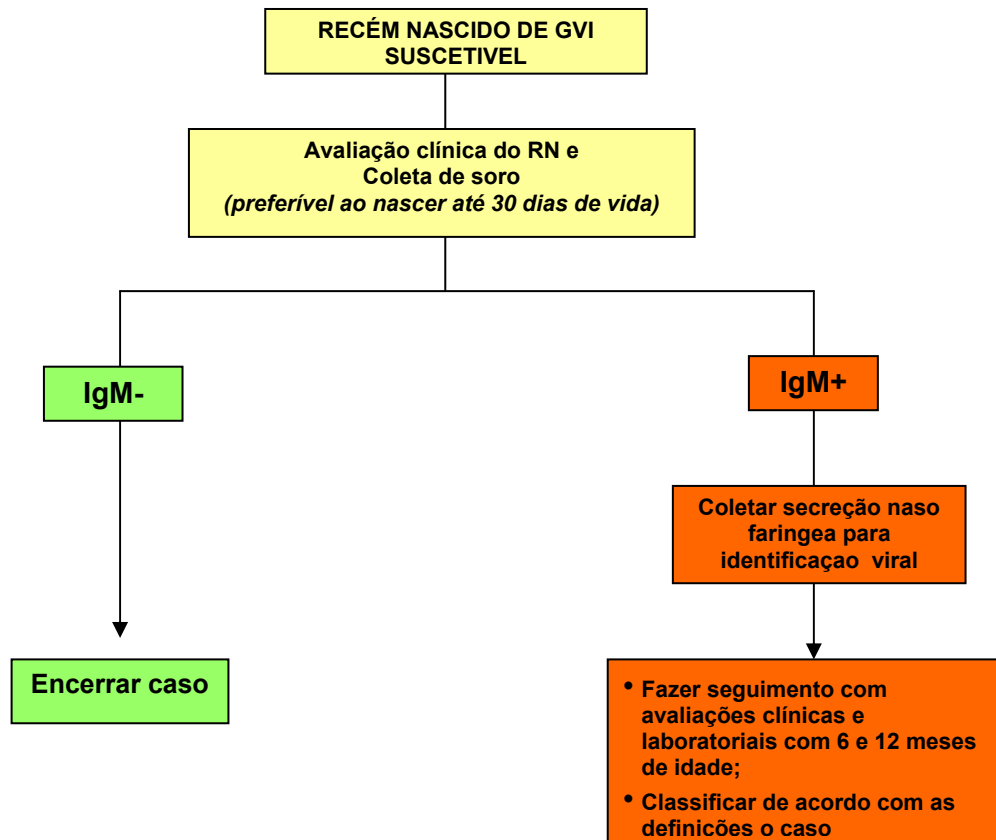 RECÉM NASCIDO DE GVI
SUSCETIVEL
Avaliação clínica do RN e
Coleta de soro
(preferível ao nascer até 30 dias de vida)
IgM-
IgM+
Coletar secreção naso
faringea para
identificaçao viral
Encerrar caso
• Fazer seguimento com
avaliações clínicas e
laboratoriais com 6 e 12 meses
de idade;
• Classificar de acordo com as
definições o caso